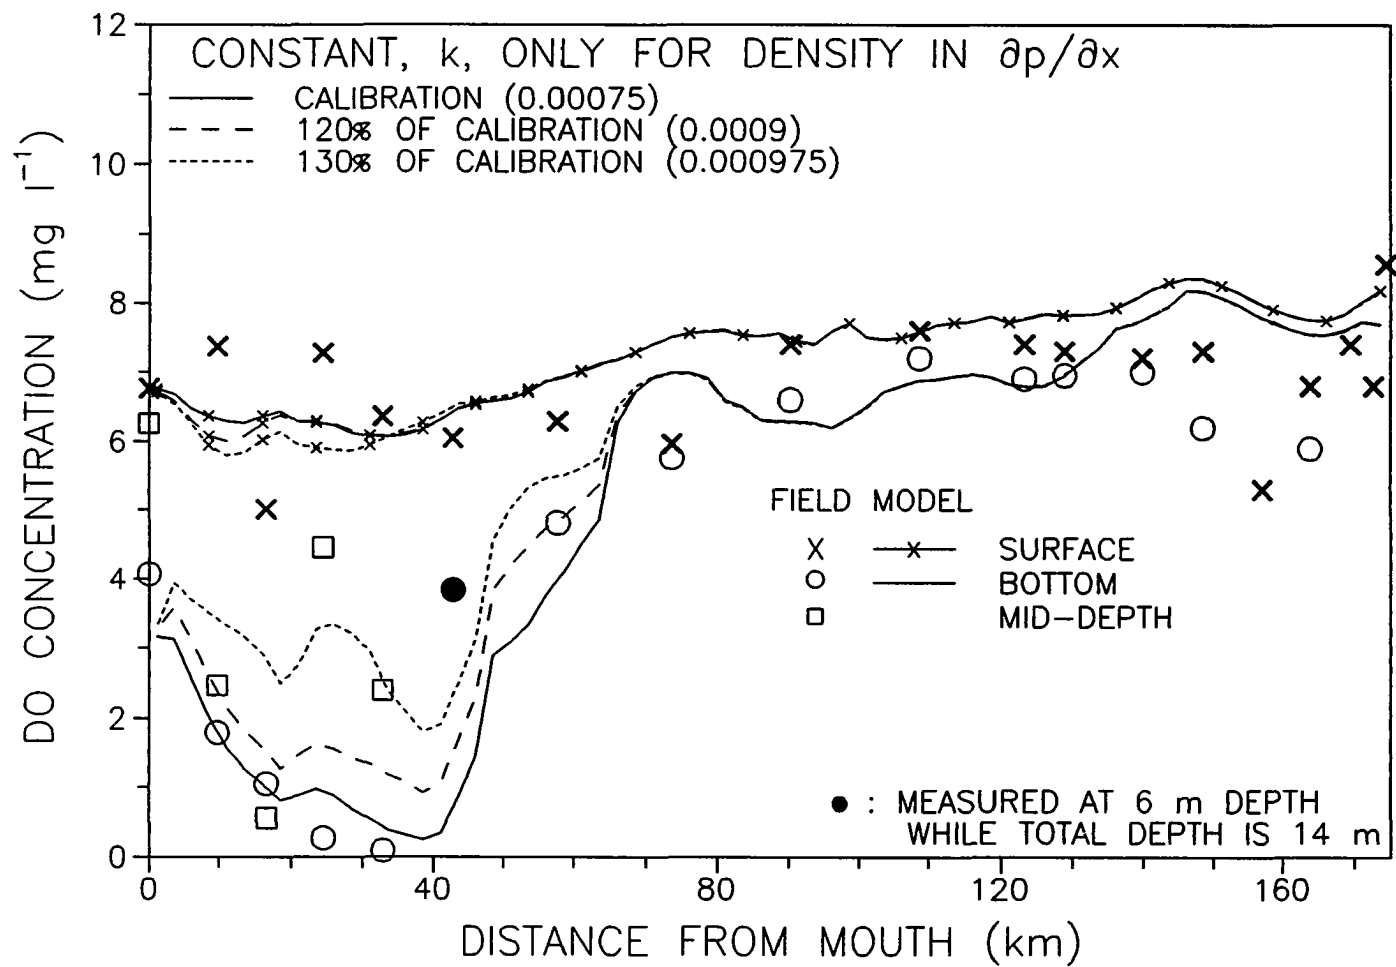 CONSTANT, k, ONLY FOR DENSITY IN ∂p/∂x
CALIBRATION (0.00075)
120% OF CALIBRATION (0.0009)
130% OF CALIBRATION (0.000975)
12
10
8
6
4
2
0
DO CONCENTRATION (mg l⁻¹)
FIELD MODEL
SURFACE
BOTTOM
MID-DEPTH
: MEASURED AT 6 m DEPTH
WHILE TOTAL DEPTH IS 14 m
0 40 80 120 160
DISTANCE FROM MOUTH (km)